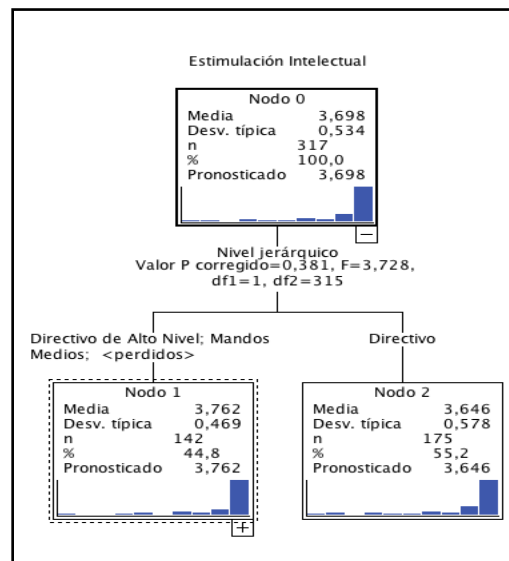 Estimulación Intelectual
Nodo 0
Media 3,698
Desv. típica 0,534
n 317
% 100,0
Pronosticado 3,698
Nivel jerárquico
Valor P corregido=0,381, F=3,728,
df1=1, df2=315
Directivo de Alto Nivel; Mandos
Medios; <perdidos>
Directivo
Nodo 1
Media 3,762
Desv. típica 0,469
n 142
% 44,8
Pronosticado 3,762
Nodo 2
Media 3,646
Desv. típica 0,578
n 175
% 55,2
Pronosticado 3,646